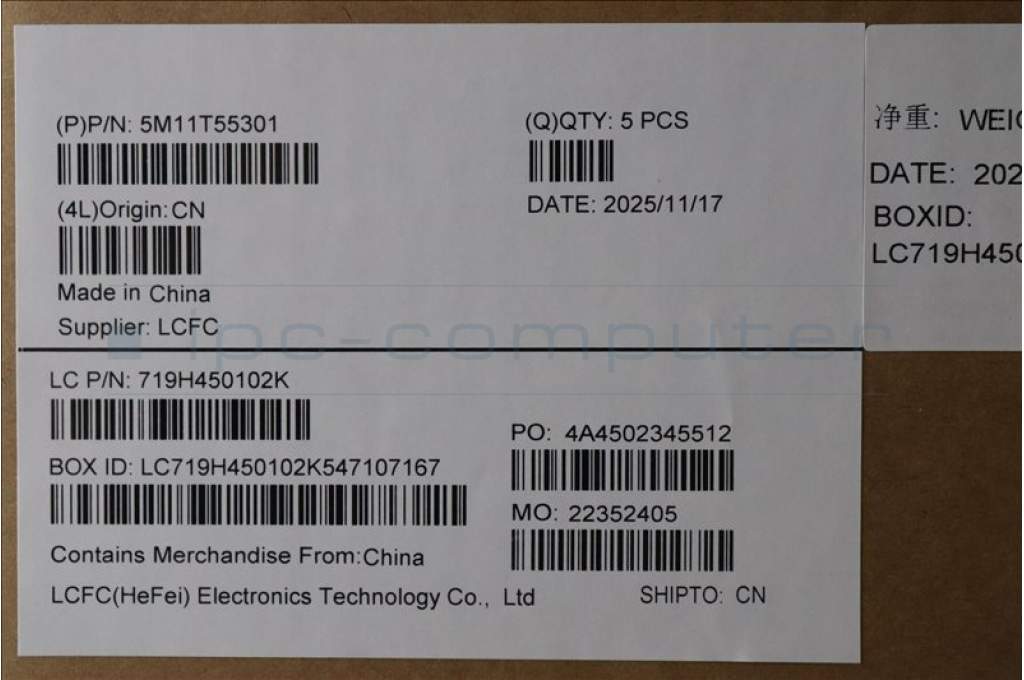 (P)P/N: 5M11T55301
(Q)QTY: 5 PCS
(4L)Origin:CN
DATE: 2025/11/17
Made in China
Supplier: LCFC
ipc-computer
LC P/N: 719H450102K
PO: 4A4502345512
BOX ID: LC719H450102K547107167
MO: 22352405
Contains Merchandise From:China
LCFC(HeFei) Electronics Technology Co., Ltd
SHIPTO: CN
净重: WEIG
DATE: 202
BOXID:
LC719H450